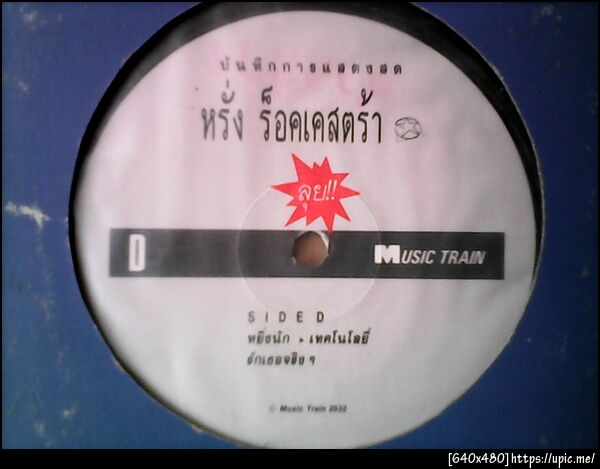 บันทึกการแสดงสด
หรั่ง ร็อคเคสตร้า
ลุย!!
D
MUSIC TRAIN
SIDE D
หยิ่งนัก • เทคโนโลยี่
รักเธอจริง ๆ
© Music Train 2532
[640x480]https://upic.me/